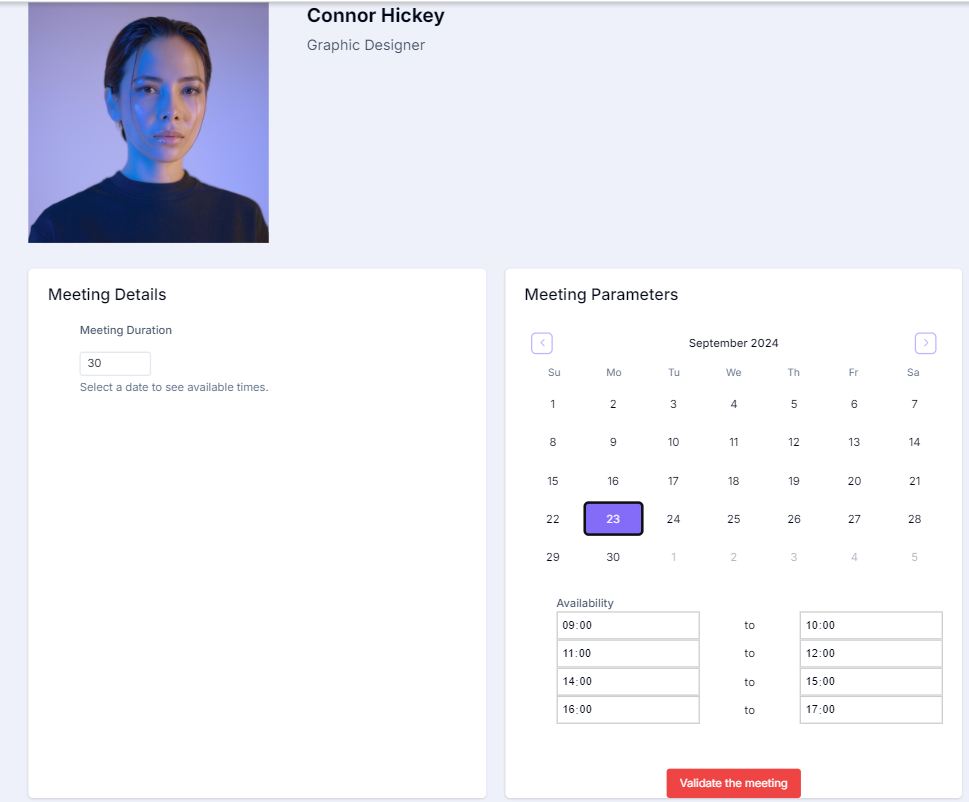 Connor Hickey
Graphic Designer
Meeting Details
Meeting Duration
30
Select a date to see available times.
Meeting Parameters
September 2024
Su Mo Tu We Th Fr Sa
1 2 3 4 5 6 7
8 9 10 11 12 13 14
15 16 17 18 19 20 21
22 23 24 25 26 27 28
29 30 1 2 3 4 5
Availability
09:00 to 10:00
11:00 to 12:00
14:00 to 15:00
16:00 to 17:00
Validate the meeting